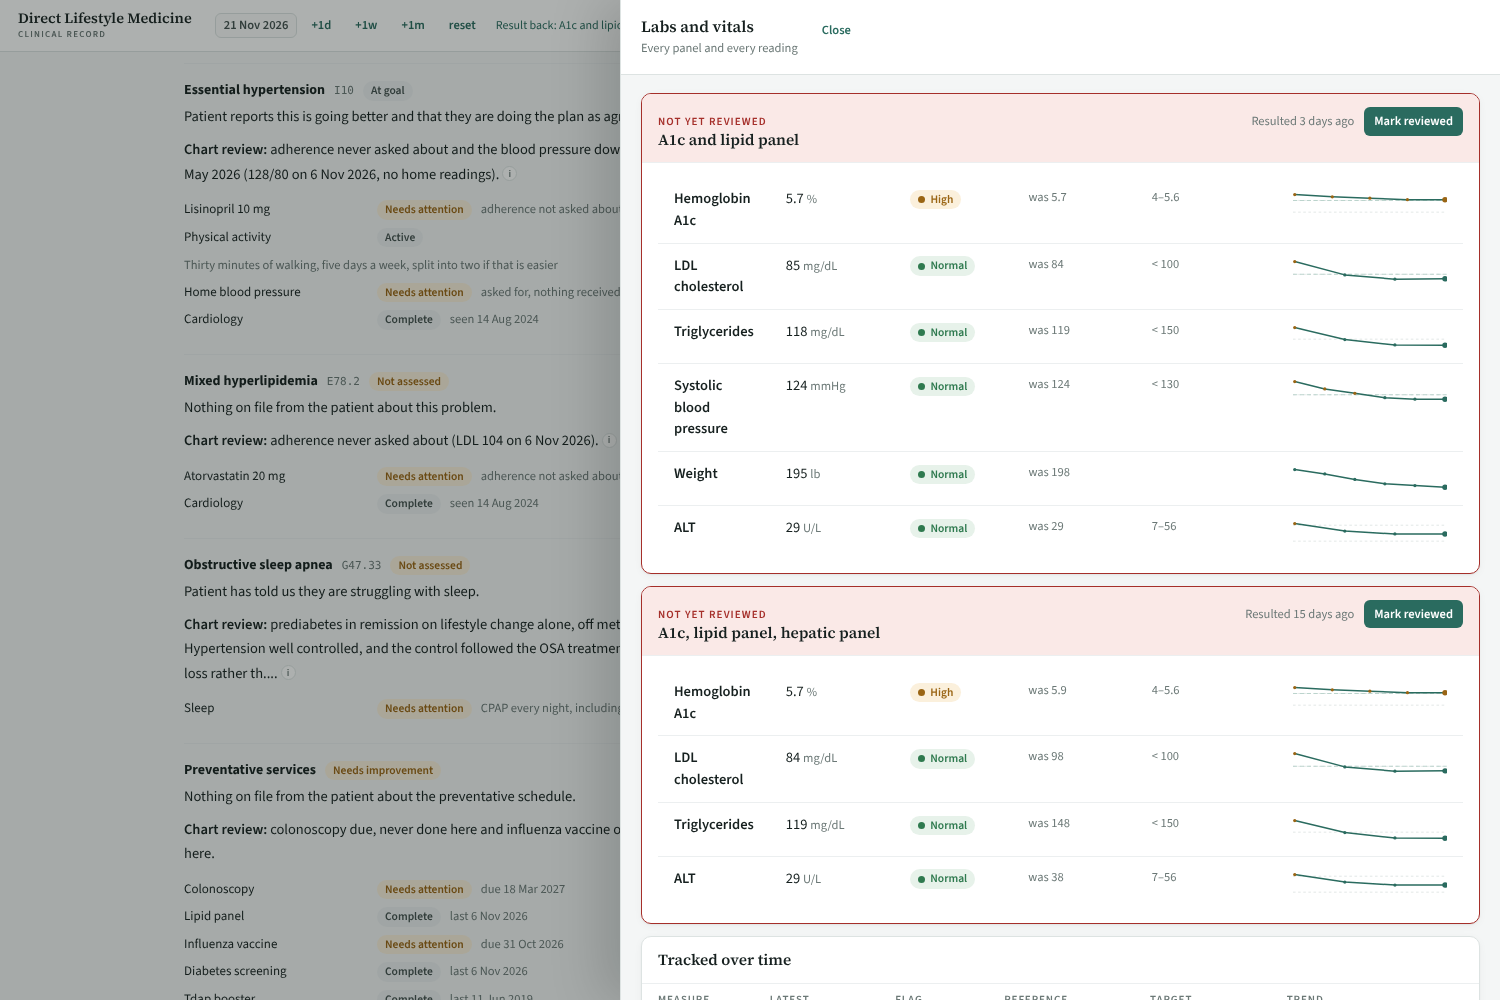 Direct Lifestyle Medicine
CLINICAL RECORD
21 Nov 2026
+1d
+1w
+1m
reset
Result back: A1c and lipid
Essential hypertension I10 At goal
Patient reports this is going better and that they are doing the plan as
Chart review: adherence never asked about and the blood pressure
May 2026 (128/80 on 6 Nov 2026, no home readings). i
Lisinopril 10 mg Needs attention adherence not asked about
Physical activity Active
Thirty minutes of walking, five days a week, split into two if that is easier
Home blood pressure Needs attention asked for, nothing received
Cardiology Complete seen 14 Aug 2024
Mixed hyperlipidemia E78.2 Not assessed
Nothing on file from the patient about this problem.
Chart review: adherence never asked about (LDL 104 on 6 Nov 2026). i
Atorvastatin 20 mg Needs attention adherence not asked about
Cardiology Complete seen 14 Aug 2024
Obstructive sleep apnea G47.33 Not assessed
Patient has told us they are struggling with sleep.
Chart review: prediabetes in remission on lifestyle change alone, off met
Hypertension well controlled, and the control followed the OSA treatmen
loss rather th.... i
Sleep Needs attention CPAP every night, including
Preventative services Needs improvement
Nothing on file from the patient about the preventative schedule.
Chart review: colonoscopy due, never done here and influenza vaccine o
here.
Colonoscopy Needs attention due 18 Mar 2027
Lipid panel Complete last 6 Nov 2026
Influenza vaccine Needs attention due 31 Oct 2026
Diabetes screening Complete last 6 Nov 2026
Tdap booster Complete last 11 Jun 2019
Labs and vitals
Every panel and every reading
Close
NOT YET REVIEWED
A1c and lipid panel
Resulted 3 days ago
Mark reviewed
Hemoglobin A1c 5.7 % High was 5.7 4–5.6
LDL cholesterol 85 mg/dL Normal was 84 < 100
Triglycerides 118 mg/dL Normal was 119 < 150
Systolic blood pressure 124 mmHg Normal was 124 < 130
Weight 195 lb Normal was 198
ALT 29 U/L Normal was 29 7–56
NOT YET REVIEWED
A1c, lipid panel, hepatic panel
Resulted 15 days ago
Mark reviewed
Hemoglobin A1c 5.7 % High was 5.9 4–5.6
LDL cholesterol 84 mg/dL Normal was 98 < 100
Triglycerides 119 mg/dL Normal was 148 < 150
ALT 29 U/L Normal was 38 7–56
Tracked over time
MEASURE LATEST FLAG REFERENCE TARGET TREND